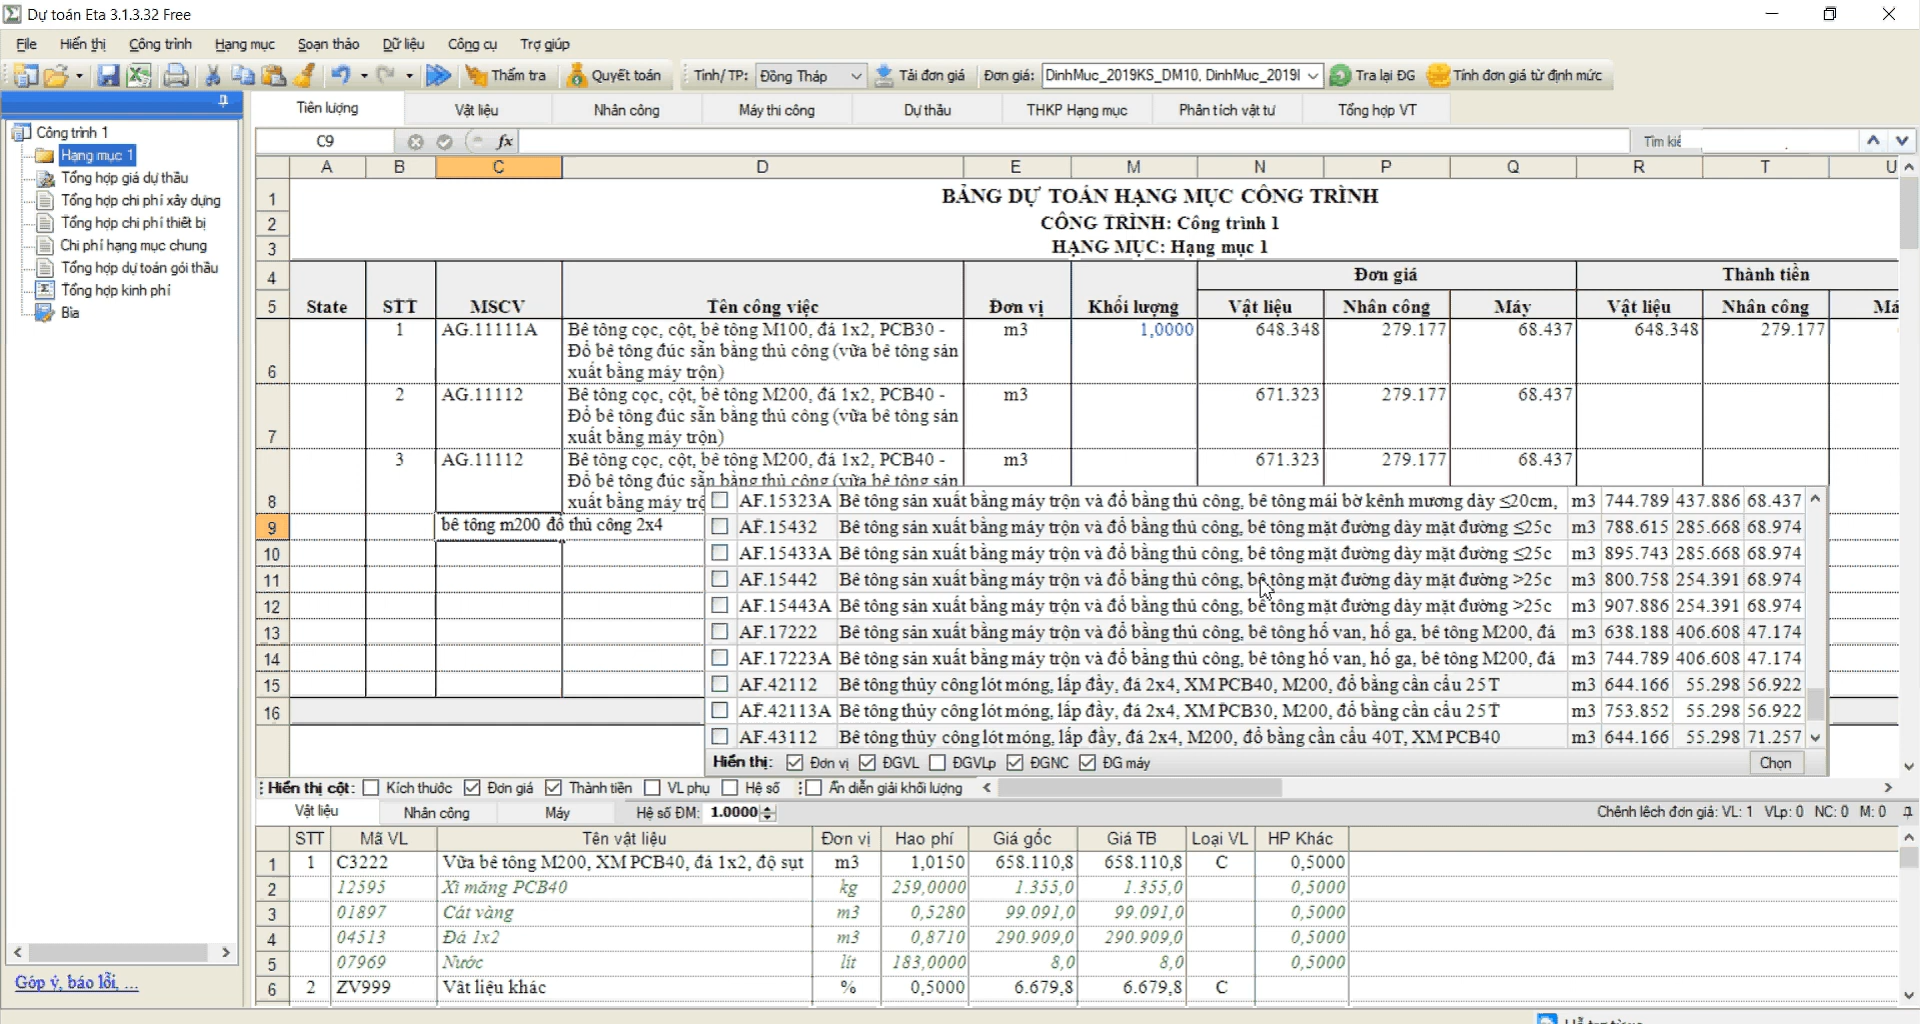 Dự toán Eta 3.1.3.32 Free
File Hiển thị Công trình Hạng mục Soạn thảo Dữ liệu Công cụ Trợ giúp
Thẩm tra Quyết toán Tỉnh/ TP: Đồng Tháp Tải đơn giá Đơn giá: DinhMuc_2019KS_DM10, DinhMuc_2019I Tra lại ĐG Tính đơn giá từ định mức
Tiên lượng Vật liệu Nhân công Máy thi công Dự thầu THKP Hạng mục Phân tích vật tư Tổng hợp VT
Công trình 1
Hạng mục 1
Tổng hợp giá dự thầu
Tổng hợp chi phí xây dựng
Tổng hợp chi phí thiết bị
Chi phí hạng mục chung
Tổng hợp dự toán gói thầu
Tổng hợp kinh phí
Bìa
Góp ý, báo lỗi, ...
C9 fx Tìm kiế
A B C D E M N P Q R T U
1 BẢNG DỰ TOÁN HẠNG MỤC CÔNG TRÌNH
2 CÔNG TRÌNH: Công trình 1
3 HẠNG MỤC: Hạng mục 1
4 Đơn giá Thành tiền
5 State STT MSCV Tên công việc Đơn vị Khối lượng Vật liệu Nhân công Máy Vật liệu Nhân công Má
1 AG.11111A Bê tông cọc, cột, bê tông M100, đá 1x2, PCB30 - m3 1,0000 648.348 279.177 68.437 648.348 279.177
Đổ bê tông đúc sẵn bằng thủ công (vữa bê tông sản
6 xuất bằng máy trộn)
2 AG.11112 Bê tông cọc, cột, bê tông M200, đá 1x2, PCB40 - m3 671.323 279.177 68.437
Đổ bê tông đúc sẵn bằng thủ công (vữa bê tông sản
7 xuất bằng máy trộn)
3 AG.11112 Bê tông cọc, cột, bê tông M200, đá 1x2, PCB40 - m3 671.323 279.177 68.437
Đổ bê tông đúc sẵn bằng thủ công (vữa bê tông sản
8 xuất bằng máy trộ
9 bê tông m200 đổ thủ công 2x4
10
11
12
13
14
15
16
AF.15323A Bê tông sản xuất bằng máy trộn và đổ bằng thủ công, bê tông mái bờ kênh mương dày ≤20cm, m3 744.789 437.886 68.437
AF.15432 Bê tông sản xuất bằng máy trộn và đổ bằng thủ công, bê tông mặt đường dày mặt đường ≤25c m3 788.615 285.668 68.974
AF.15433A Bê tông sản xuất bằng máy trộn và đổ bằng thủ công, bê tông mặt đường dày mặt đường ≤25c m3 895.743 285.668 68.974
AF.15442 Bê tông sản xuất bằng máy trộn và đổ bằng thủ công, bê tông mặt đường dày mặt đường >25c m3 800.758 254.391 68.974
AF.15443A Bê tông sản xuất bằng máy trộn và đổ bằng thủ công, bê tông mặt đường dày mặt đường >25c m3 907.886 254.391 68.974
AF.17222 Bê tông sản xuất bằng máy trộn và đổ bằng thủ công, bê tông hố van, hố ga, bê tông M200, đá m3 638.188 406.608 47.174
AF.17223A Bê tông sản xuất bằng máy trộn và đổ bằng thủ công, bê tông hố van, hố ga, bê tông M200, đá m3 744.789 406.608 47.174
AF.42112 Bê tông thủy công lót móng, lấp đầy, đá 2x4, XM PCB40, M200, đổ bằng cần cẩu 25T m3 644.166 55.298 56.922
AF.42113A Bê tông thủy công lót móng, lấp đầy, đá 2x4, XM PCB30, M200, đổ bằng cần cẩu 25T m3 753.852 55.298 56.922
AF.43112 Bê tông thủy công lót móng, lấp đầy, đá 2x4, M200, đổ bằng cần cẩu 40T, XM PCB40 m3 644.166 55.298 71.257
Hiển thị: Đơn vị ĐGVL ĐGVLp ĐGNC ĐG máy Chọn
Hiển thị cột: Kích thước Đơn giá Thành tiền VL phụ Hệ số Ẩn diễn giải khối lượng
Vật liệu Nhân công Máy Hệ số ĐM: 1.0000 Chênh lệch đơn giá: VL: 1 VLp: 0 NC: 0 M: 0
STT Mã VL Tên vật liệu Đơn vị Hao phí Giá gốc Giá TB Loại VL HP Khác
1 1 C3222 Vữa bê tông M200, XM PCB40, đá 1x2, độ sụt m3 1,0150 658.110,8 658.110,8 C 0,5000
2 12595 Xi măng PCB40 kg 259,0000 1.355,0 1.355,0 0,5000
3 01897 Cát vàng m3 0,5280 99.091,0 99.091,0 0,5000
4 04513 Đá 1x2 m3 0,8710 290.909,0 290.909,0 0,5000
5 07969 Nước lít 183,0000 8,0 8,0 0,5000
6 2 ZV999 Vật liệu khác % 0,5000 6.679,8 6.679,8 C